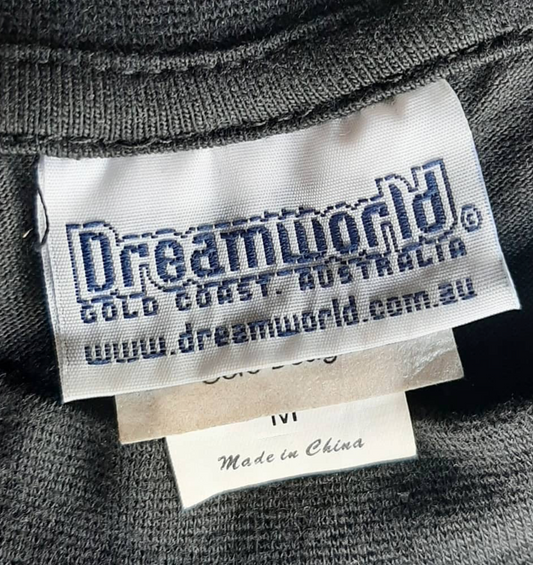 Dreamworld ©
GOLD COAST. AUSTRALIA
www.dreamworld.com.au
M
Made in China